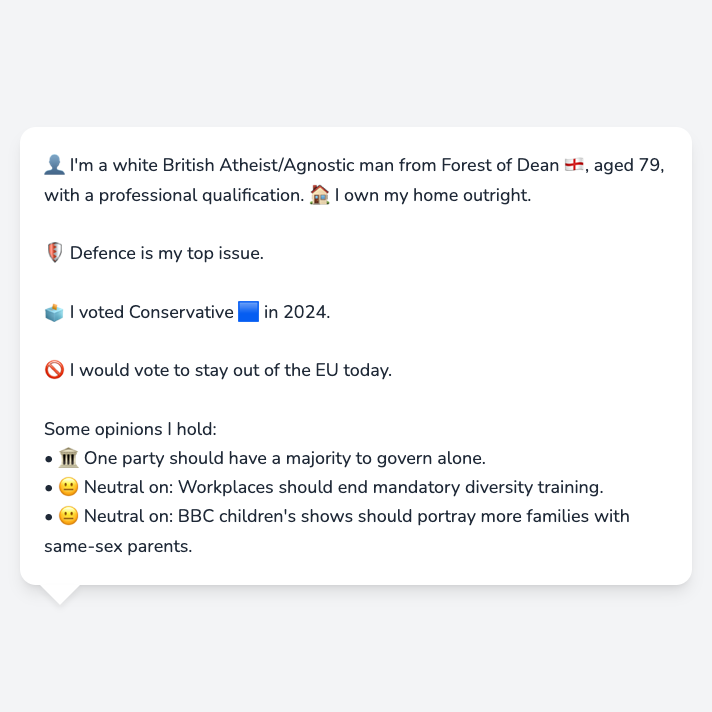 👤 I'm a white British Atheist/Agnostic man from Forest of Dean 🏴󠁧󠁢󠁥󠁮󠁧󠁿, aged 79,
with a professional qualification. 🏠 I own my home outright.
🛡️ Defence is my top issue.
🗳️ I voted Conservative 🟦 in 2024.
🚫 I would vote to stay out of the EU today.
Some opinions I hold:
• 🏛️ One party should have a majority to govern alone.
• 😐 Neutral on: Workplaces should end mandatory diversity training.
• 😐 Neutral on: BBC children's shows should portray more families with
same-sex parents.